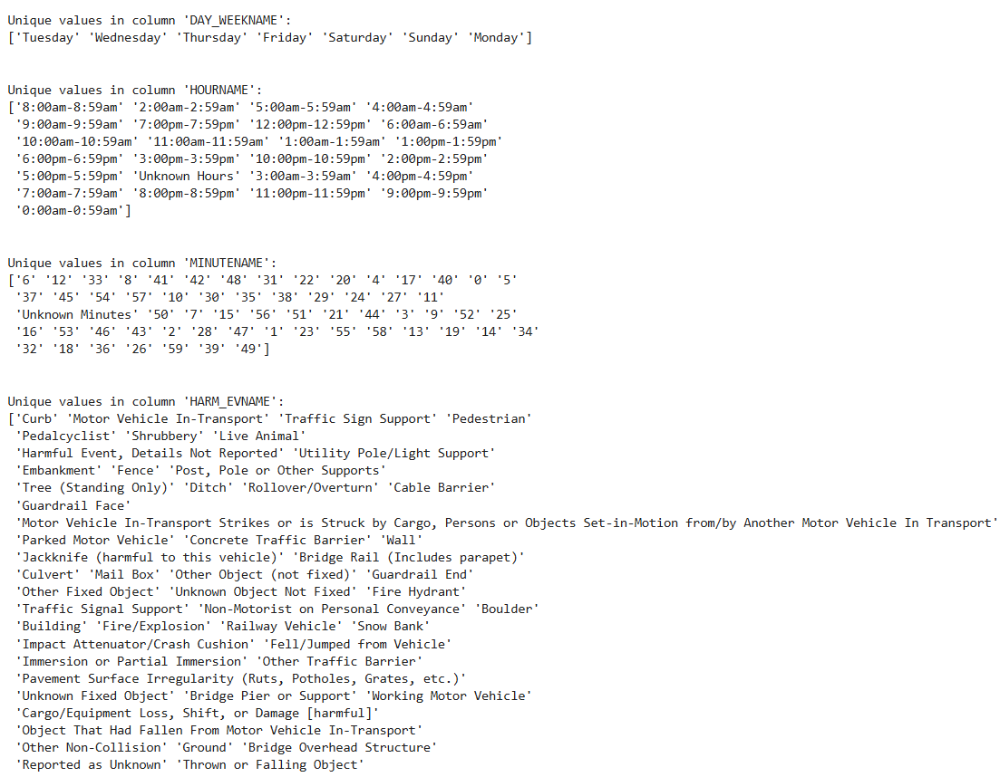 Unique values in column 'DAY_WEEKNAME':
['Tuesday' 'Wednesday' 'Thursday' 'Friday' 'Saturday' 'Sunday' 'Monday']
Unique values in column 'HOURNAME':
['8:00am-8:59am' '2:00am-2:59am' '5:00am-5:59am' '4:00am-4:59am'
'9:00am-9:59am' '7:00pm-7:59pm' '12:00pm-12:59pm' '6:00am-6:59am'
'10:00am-10:59am' '11:00am-11:59am' '1:00am-1:59am' '1:00pm-1:59pm'
'6:00pm-6:59pm' '3:00pm-3:59pm' '10:00pm-10:59pm' '2:00pm-2:59pm'
'5:00pm-5:59pm' 'Unknown Hours' '3:00am-3:59am' '4:00pm-4:59pm'
'7:00am-7:59am' '8:00pm-8:59pm' '11:00pm-11:59pm' '9:00pm-9:59pm'
'0:00am-0:59am']
Unique values in column 'MINUTENAME':
['6' '12' '33' '8' '41' '42' '48' '31' '22' '20' '4' '17' '40' '0' '5'
'37' '45' '54' '57' '10' '30' '35' '38' '29' '24' '27' '11'
'Unknown Minutes' '50' '7' '15' '56' '51' '21' '44' '3' '9' '52' '25'
'16' '53' '46' '43' '2' '28' '47' '1' '23' '55' '58' '13' '19' '14' '34'
'32' '18' '36' '26' '59' '39' '49']
Unique values in column 'HARM_EVNAME':
['Curb' 'Motor Vehicle In-Transport' 'Traffic Sign Support' 'Pedestrian'
'Pedalcyclist' 'Shrubbery' 'Live Animal'
'Harmful Event, Details Not Reported' 'Utility Pole/Light Support'
'Embankment' 'Fence' 'Post, Pole or Other Supports'
'Tree (Standing Only)' 'Ditch' 'Rollover/Overturn' 'Cable Barrier'
'Guardrail Face'
'Motor Vehicle In-Transport Strikes or is Struck by Cargo, Persons or Objects Set-in-Motion from/by Another Motor Vehicle In Transport'
'Parked Motor Vehicle' 'Concrete Traffic Barrier' 'Wall'
'Jackknife (harmful to this vehicle)' 'Bridge Rail (Includes parapet)'
'Culvert' 'Mail Box' 'Other Object (not fixed)' 'Guardrail End'
'Other Fixed Object' 'Unknown Object Not Fixed' 'Fire Hydrant'
'Traffic Signal Support' 'Non-Motorist on Personal Conveyance' 'Boulder'
'Building' 'Fire/Explosion' 'Railway Vehicle' 'Snow Bank'
'Impact Attenuator/Crash Cushion' 'Fell/Jumped from Vehicle'
'Immersion or Partial Immersion' 'Other Traffic Barrier'
'Pavement Surface Irregularity (Ruts, Potholes, Grates, etc.)'
'Unknown Fixed Object' 'Bridge Pier or Support' 'Working Motor Vehicle'
'Cargo/Equipment Loss, Shift, or Damage [harmful]'
'Object That Had Fallen From Motor Vehicle In-Transport'
'Other Non-Collision' 'Ground' 'Bridge Overhead Structure'
'Reported as Unknown' 'Thrown or Falling Object'